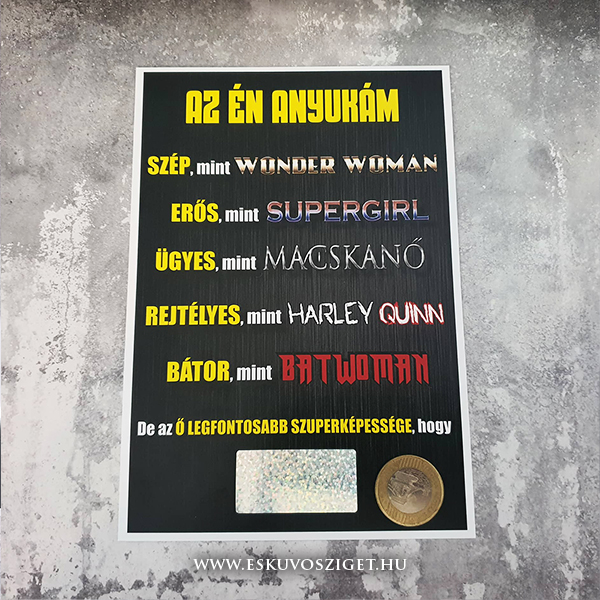 AZ ÉN ANYUKÁM
SZÉP, mint WONDER WOMAN
ERŐS, mint SUPERGIRL
ÜGYES, mint MACSKANŐ
REJTÉLYES, mint HARLEY QUINN
BÁTOR, mint BATWOMAN
De az Ő LEGFONTOSABB SZUPERKÉPESSÉGE, hogy
WWW.ESKUVOSZIGET.HU